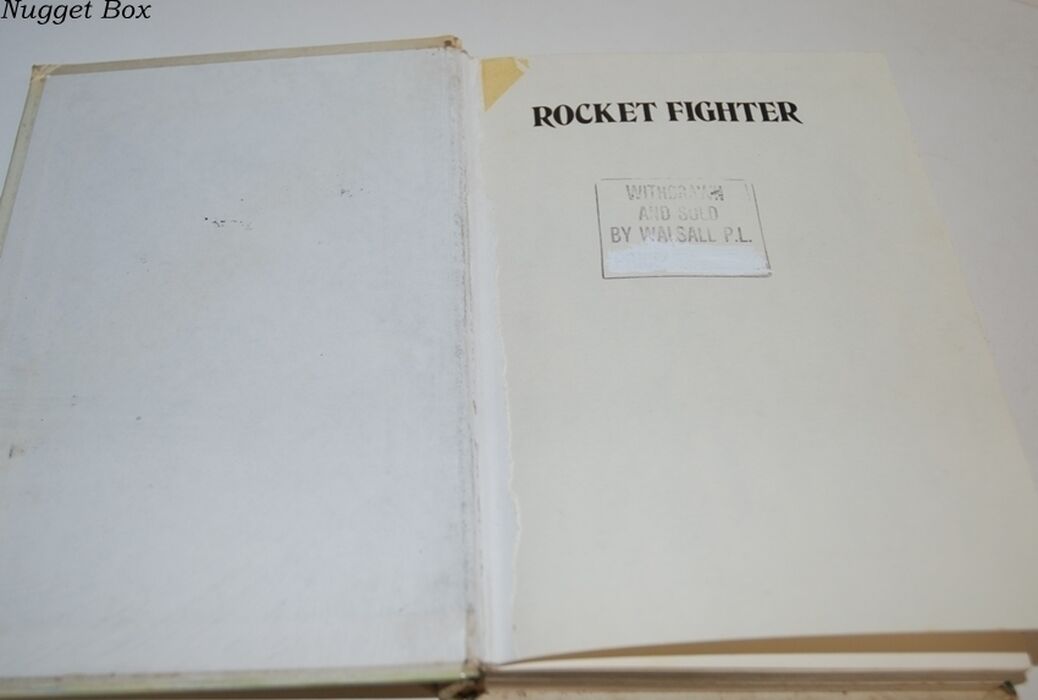 Nugget Box
ROCKET FIGHTER
WITHDRAWN
AND SOLD
BY WALSALL P.L.